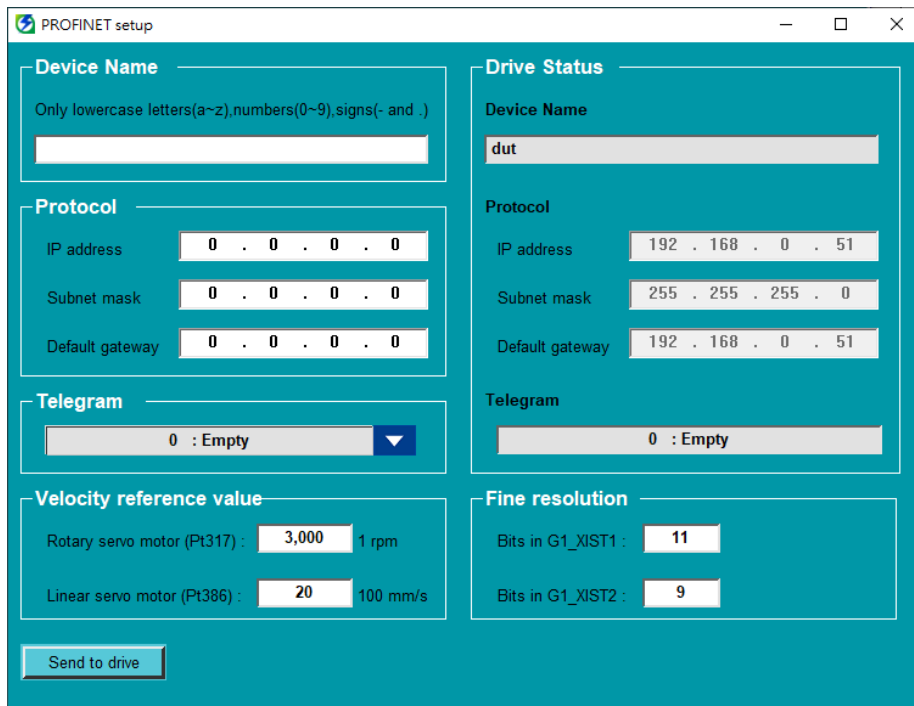 PROFINET setup
Device Name
Only lowercase letters(a~z),numbers(0~9),signs(- and .)
Protocol
IP address 0 . 0 . 0 . 0
Subnet mask 0 . 0 . 0 . 0
Default gateway 0 . 0 . 0 . 0
Telegram
0 : Empty
Drive Status
Device Name
dut
Protocol
IP address 192 . 168 . 0 . 51
Subnet mask 255 . 255 . 255 . 0
Default gateway 192 . 168 . 0 . 51
Telegram
0 : Empty
Velocity reference value
Rotary servo motor (Pt317) : 3,000 1 rpm
Linear servo motor (Pt386) : 20 100 mm/s
Fine resolution
Bits in G1_XIST1 : 11
Bits in G1_XIST2 : 9
Send to drive